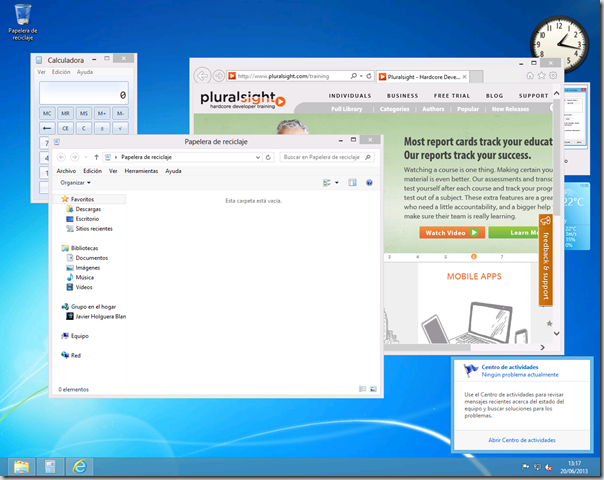 Papelera de
reciclaje
Calculadora
Ver Edición Ayuda
0
MC MR MS M+ M-
← CE C ± √
7
4
1
http://www.pluralsight.com/training
Pluralsight - Hardcore Deve...
pluralsight
hardcore developer training
INDIVIDUALS BUSINESS FREE TRIAL BLOG SUPPORT
Full Library | Categories | Authors | Popular | New Releases
Most report cards track your educat
Our reports track your success.
Watching a course is one thing. Making certain you
material is even better. Our assessments and transc
test yourself after each course and track your prog
test out of a subject. These extra features are a great
who need a little accountability, and a bigger help
make sure their team is really learning.
Watch Video
Learn M
feedback & support
3 4 5 6 7
MOBILE APPS
22°C
15%
0%
Papelera de reciclaje
Papelera de reciclaje
Buscar en Papelera de reciclaje
Archivo Edición Ver Herramientas Ayuda
Organizar
Esta carpeta está vacía.
Favoritos
Descargas
Escritorio
Sitios recientes
Bibliotecas
Documentos
Imágenes
Música
Vídeos
Grupo en el hogar
Javier Holguera Blan
Equipo
Red
0 elementos
Centro de actividades
Ningún problema actualmente
Use el Centro de actividades para revisar
mensajes recientes acerca del estado del
equipo y buscar soluciones para los
problemas.
Abrir Centro de actividades
13:17
20/06/2013